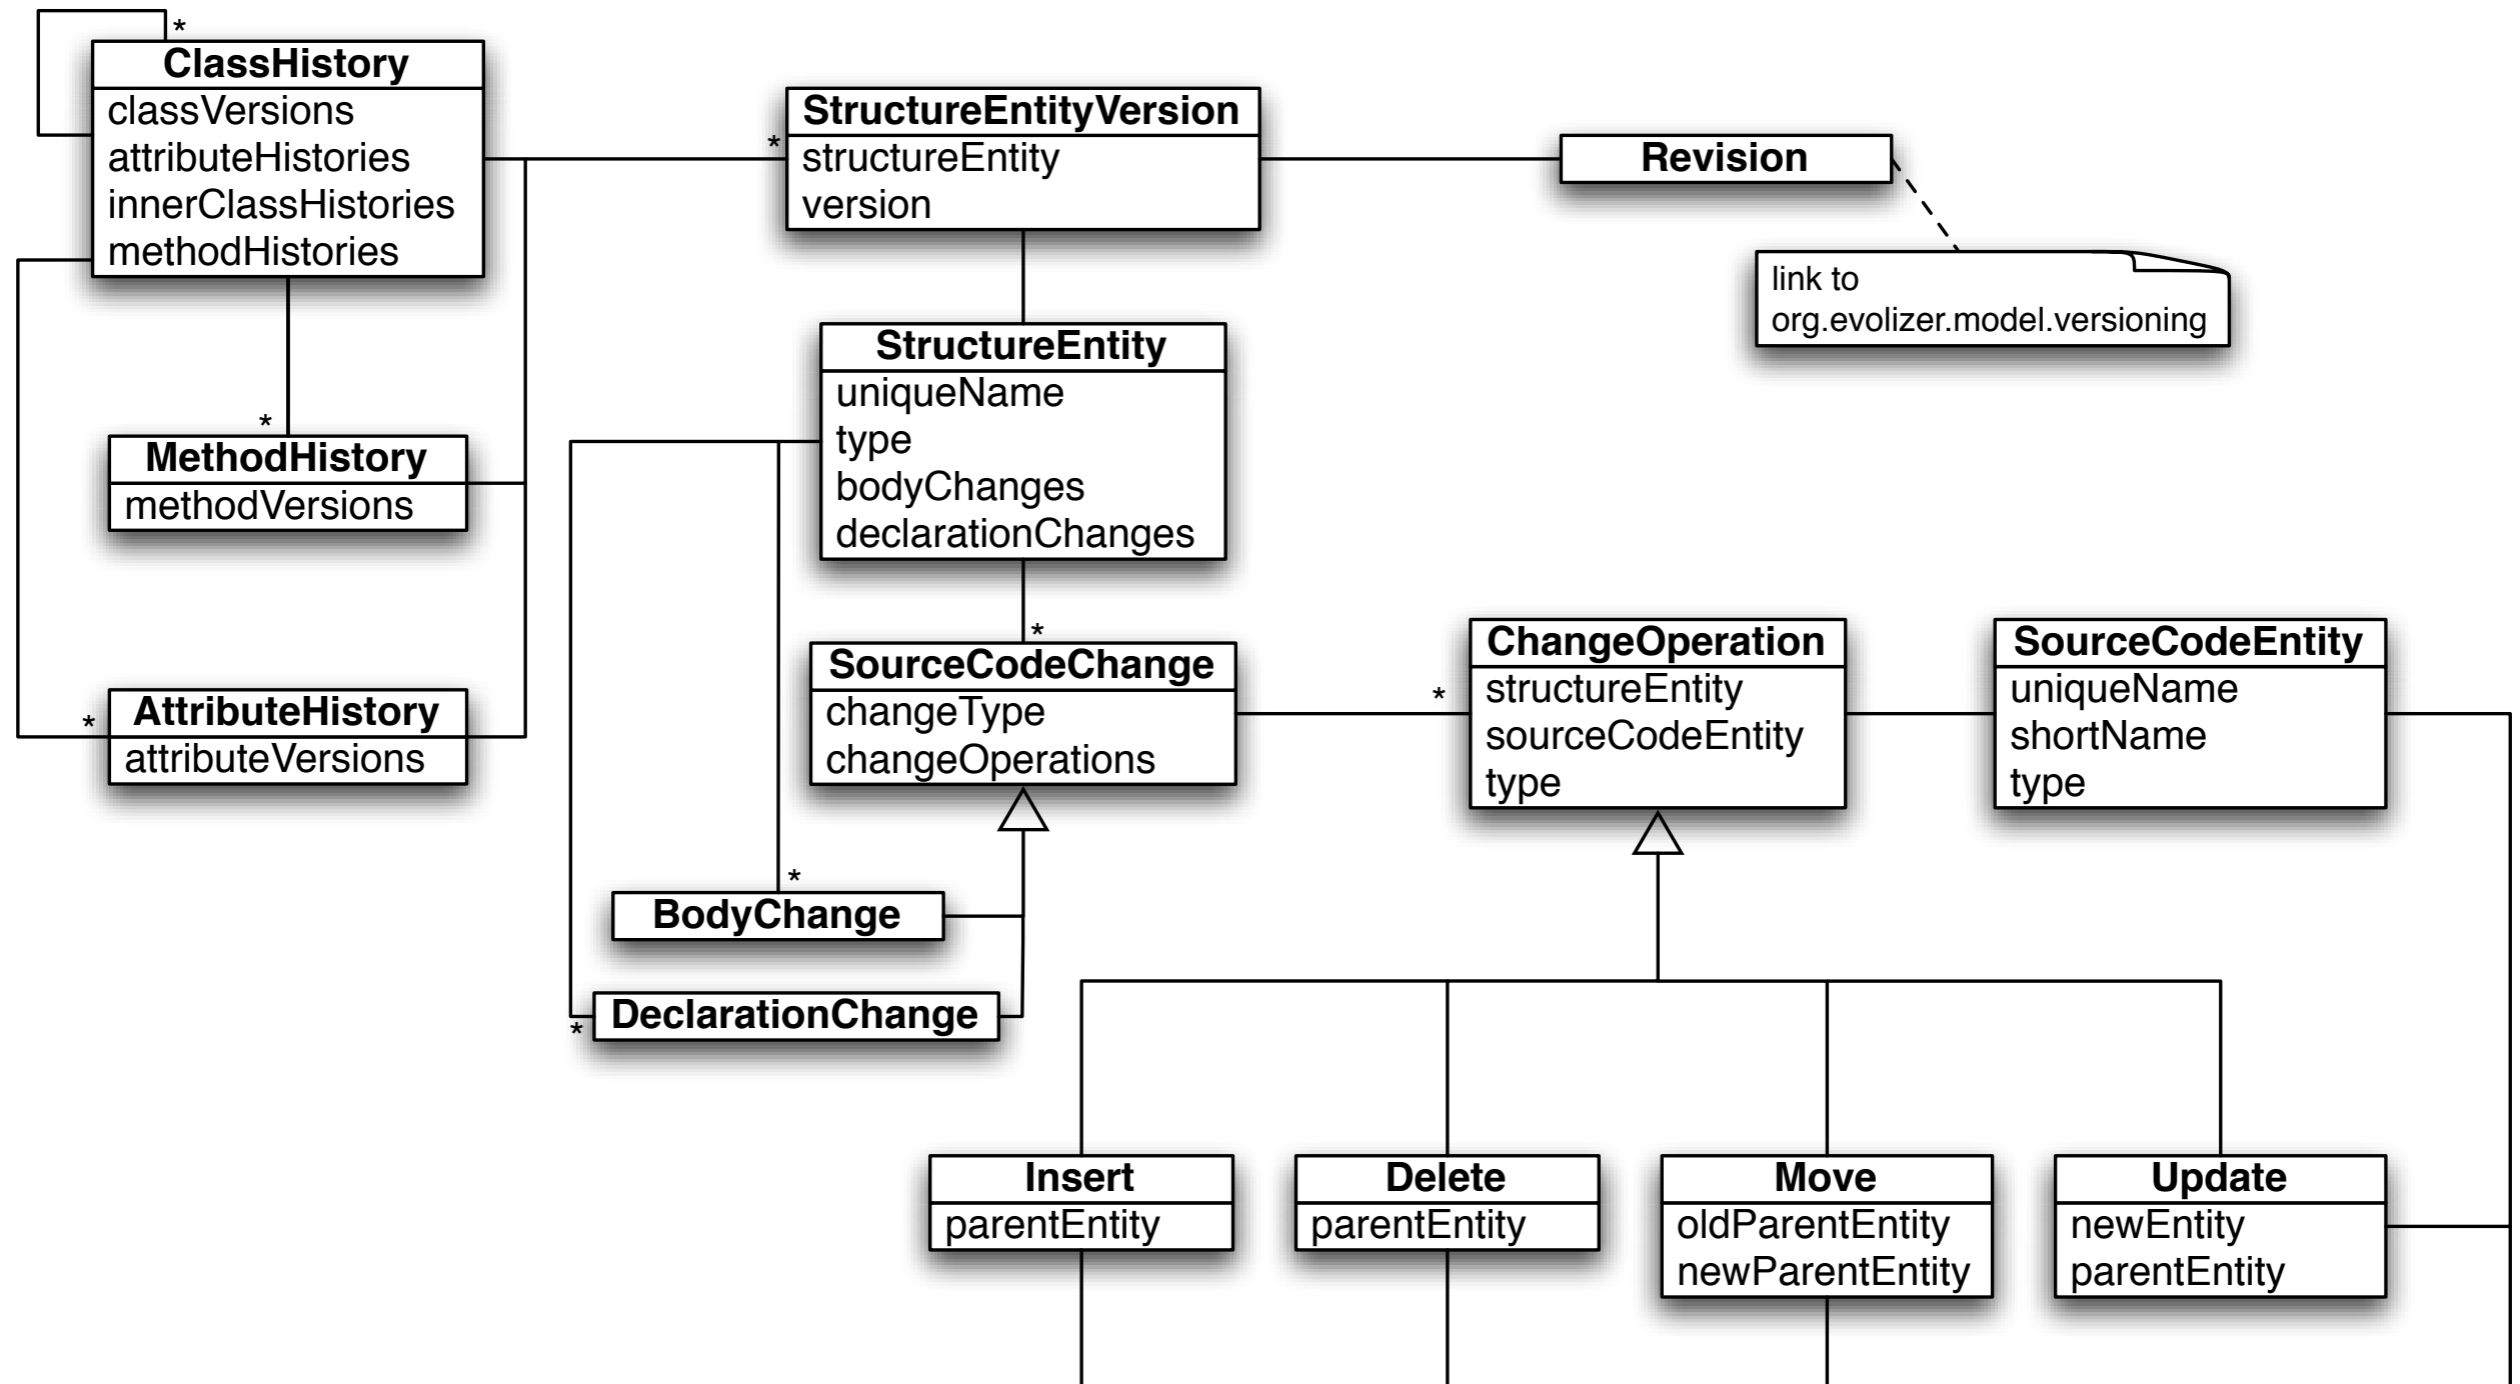 *
ClassHistory
classVersions
attributeHistories
innerClassHistories
methodHistories
*
StructureEntityVersion
structureEntity
version
Revision
link to
org.evolizer.model.versioning
StructureEntity
uniqueName
type
bodyChanges
declarationChanges
*
MethodHistory
methodVersions
*
AttributeHistory
attributeVersions
*
SourceCodeChange
changeType
changeOperations
*
ChangeOperation
structureEntity
sourceCodeEntity
type
SourceCodeEntity
uniqueName
shortName
type
*
BodyChange
*
DeclarationChange
Insert
parentEntity
Delete
parentEntity
Move
oldParentEntity
newParentEntity
Update
newEntity
parentEntity